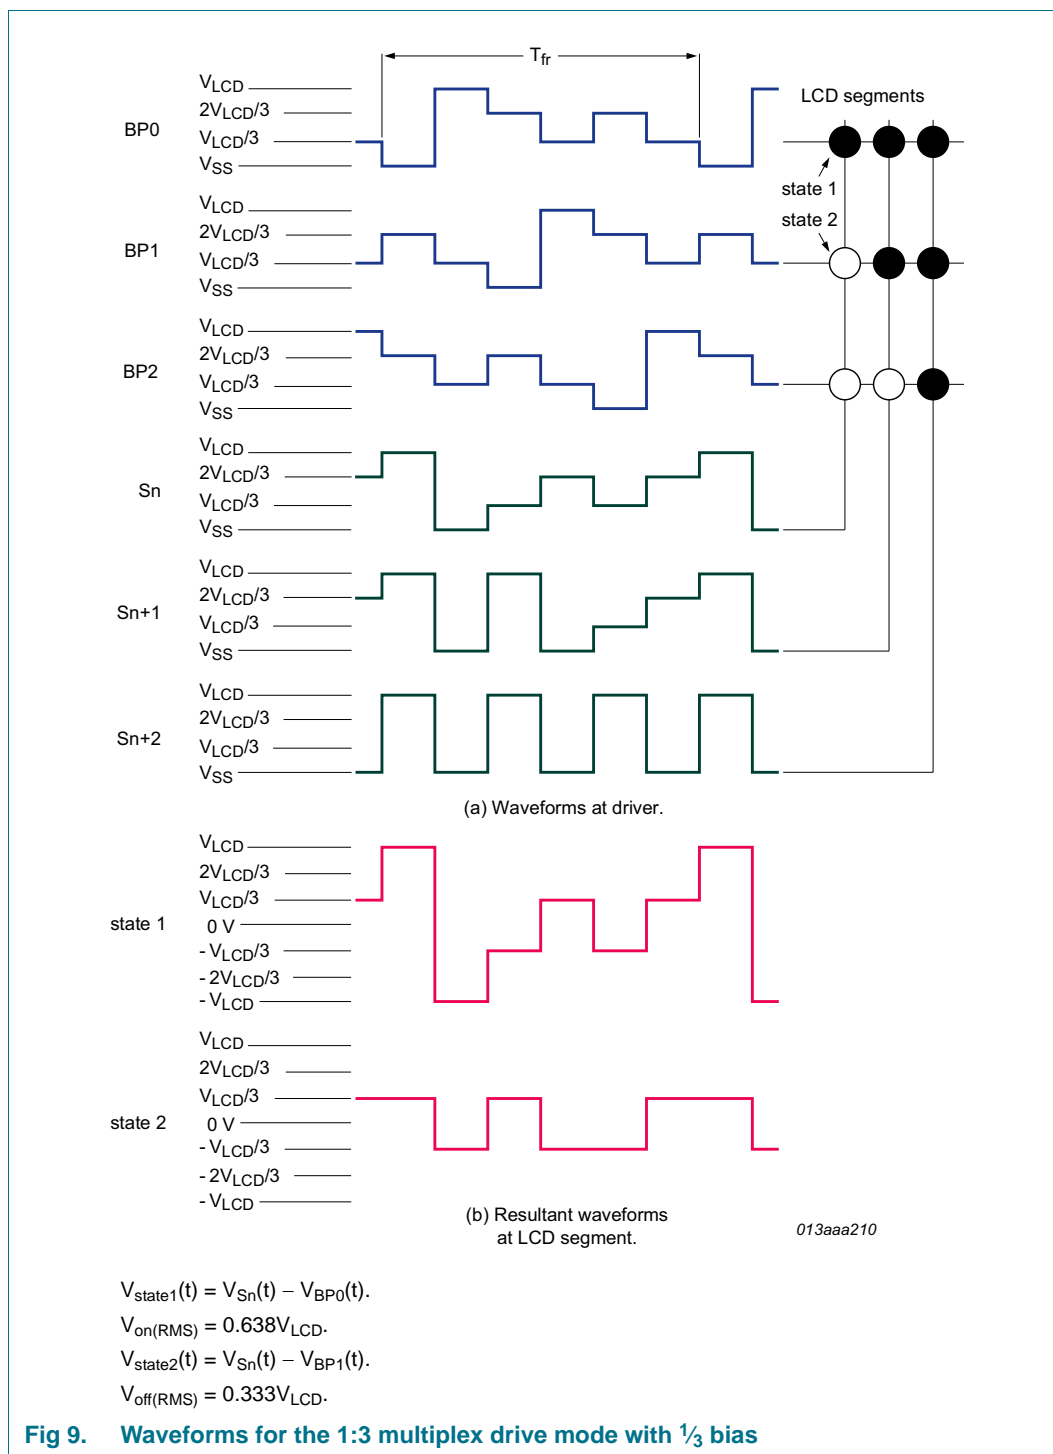 Tfr
VLCD
2VLCD/3
BP0
VLCD/3
VSS
LCD segments
state 1
VLCD
2VLCD/3
BP1
VLCD/3
VSS
state 2
VLCD
2VLCD/3
BP2
VLCD/3
VSS
VLCD
2VLCD/3
Sn
VLCD/3
VSS
VLCD
2VLCD/3
Sn+1
VLCD/3
VSS
VLCD
2VLCD/3
Sn+2
VLCD/3
VSS
(a) Waveforms at driver.
VLCD
2VLCD/3
VLCD/3
state 1
0 V
- VLCD/3
- 2VLCD/3
- VLCD
VLCD
2VLCD/3
VLCD/3
state 2
0 V
- VLCD/3
- 2VLCD/3
- VLCD
(b) Resultant waveforms
at LCD segment.
013aaa210
Vstate1(t) = VSn(t) − VBP0(t).
Von(RMS) = 0.638VLCD.
Vstate2(t) = VSn(t) − VBP1(t).
Voff(RMS) = 0.333VLCD.
Fig 9. Waveforms for the 1:3 multiplex drive mode with 1⁄3 bias